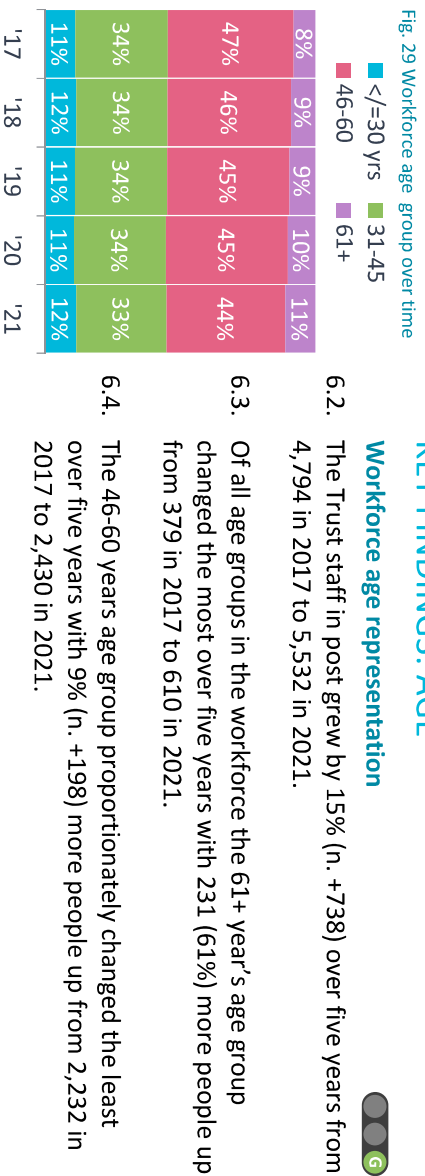 KEY FINDINGS: AGE
Fig. 29 Workforce age group over time
</=30 yrs
31-45
46-60
61+
8%
9%
9%
10%
11%
47%
46%
45%
45%
44%
34%
34%
34%
34%
33%
11%
12%
11%
11%
12%
'17
'18
'19
'20
'21
Workforce age representation
G
6.2. The Trust staff in post grew by 15% (n. +738) over five years from
4,794 in 2017 to 5,532 in 2021.
6.3. Of all age groups in the workforce the 61+ year's age group
changed the most over five years with 231 (61%) more people up
from 379 in 2017 to 610 in 2021.
6.4. The 46-60 years age group proportionately changed the least
over five years with 9% (n. +198) more people up from 2,232 in
2017 to 2,430 in 2021.